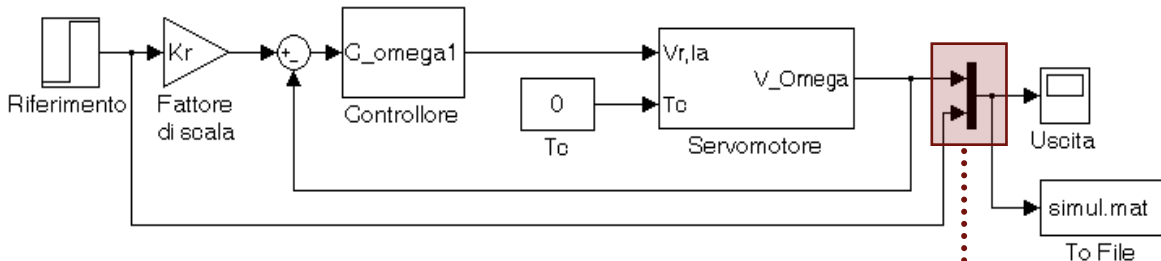 Riferimento
Kr
Fattore
di scala
+
-
C_omega1
Controllore
0
Tc
Vr,Ia
Tc
V_Omega
Servomotore
Uscita
simul.mat
To File